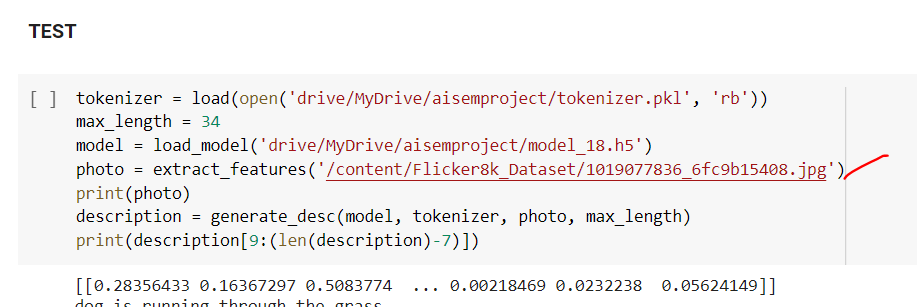 TEST
[ ] tokenizer = load(open('drive/MyDrive/aisemproject/tokenizer.pkl', 'rb'))
max_length = 34
model = load_model('drive/MyDrive/aisemproject/model_18.h5')
photo = extract_features('/content/Flicker8k_Dataset/1019077836_6fc9b15408.jpg')
print(photo)
description = generate_desc(model, tokenizer, photo, max_length)
print(description[9:(len(description)-7)])
[[0.28356433 0.16367297 0.5083774  ... 0.00218469 0.0232238  0.05624149]]
dog is running through the grass